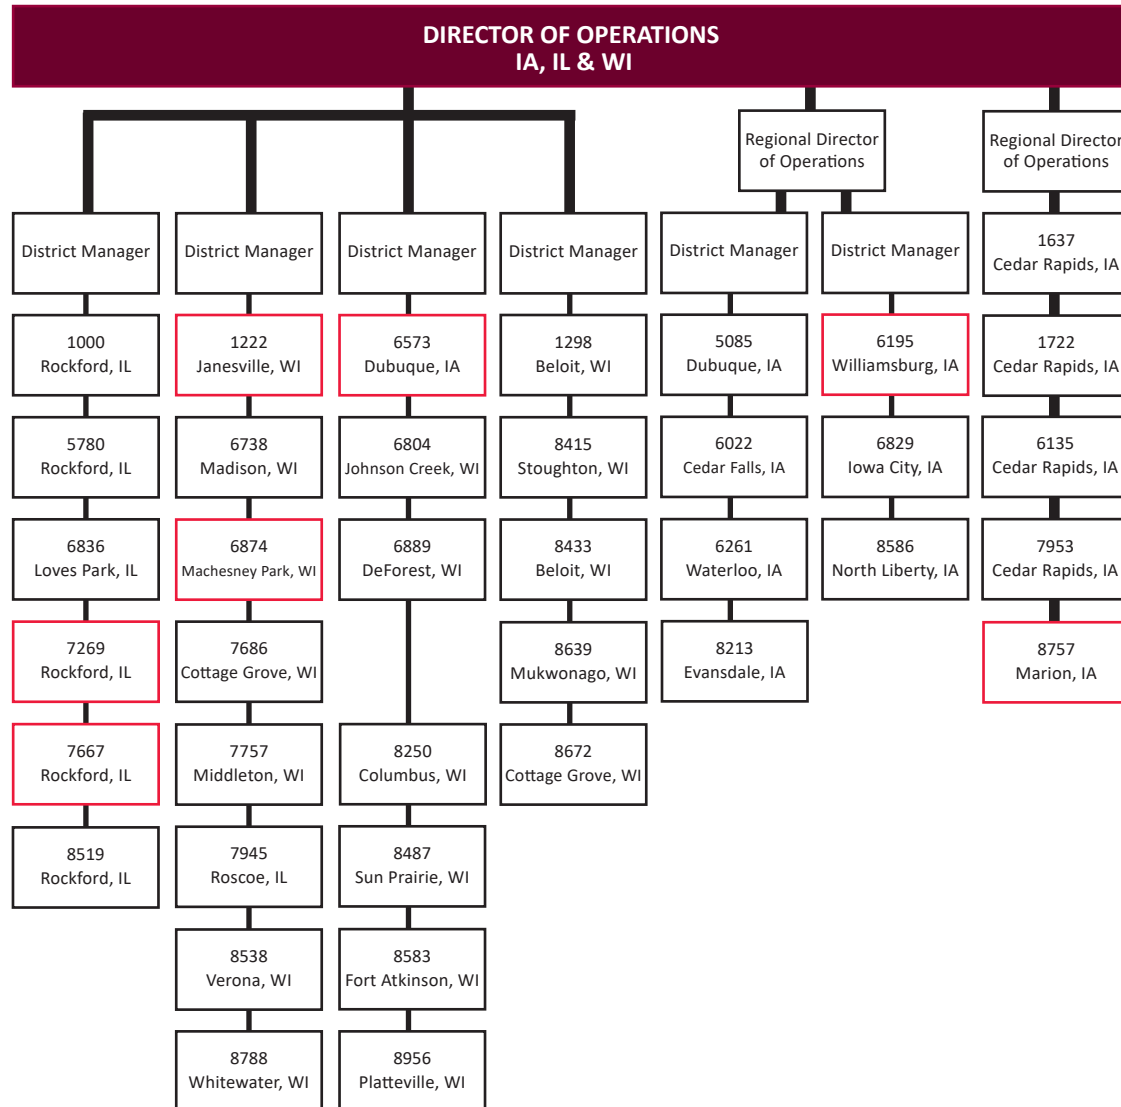 DIRECTOR OF OPERATIONS
IA, IL & WI
Regional Director
of Operations
Regional Director
of Operations
District Manager
District Manager
District Manager
District Manager
District Manager
District Manager
1637
Cedar Rapids, IA
1000
Rockford, IL
1222
Janesville, WI
6573
Dubuque, IA
1298
Beloit, WI
5085
Dubuque, IA
6195
Williamsburg, IA
1722
Cedar Rapids, IA
5780
Rockford, IL
6738
Madison, WI
6804
Johnson Creek, WI
8415
Stoughton, WI
6022
Cedar Falls, IA
6829
Iowa City, IA
6135
Cedar Rapids, IA
6836
Loves Park, IL
6874
Machesney Park, WI
6889
DeForest, WI
8433
Beloit, WI
6261
Waterloo, IA
8586
North Liberty, IA
7953
Cedar Rapids, IA
7269
Rockford, IL
7686
Cottage Grove, WI
8639
Mukwonago, WI
8213
Evansdale, IA
8757
Marion, IA
7667
Rockford, IL
7757
Middleton, WI
8250
Columbus, WI
8672
Cottage Grove, WI
8519
Rockford, IL
7945
Roscoe, IL
8487
Sun Prairie, WI
8538
Verona, WI
8583
Fort Atkinson, WI
8788
Whitewater, WI
8956
Platteville, WI